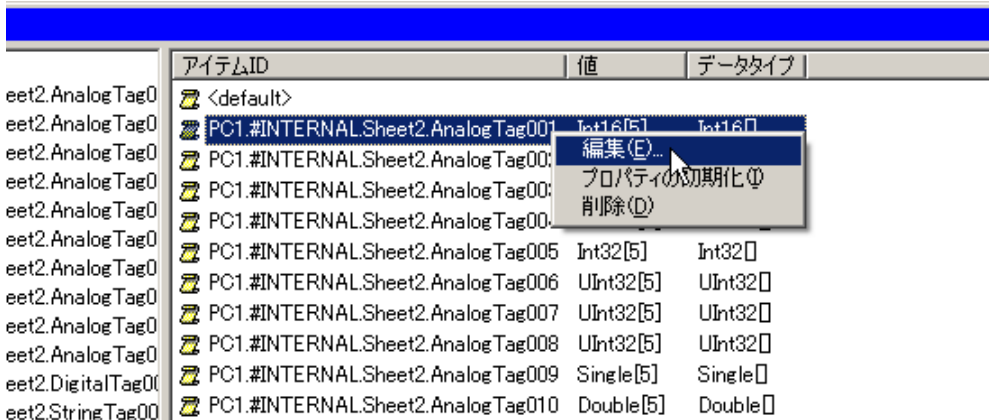 アイテムID 値 データタイプ
<default>
PC1.#INTERNAL.Sheet2.AnalogTag001 Int16[5] Int16[]
PC1.#INTERNAL.Sheet2.AnalogTag00
PC1.#INTERNAL.Sheet2.AnalogTag00
PC1.#INTERNAL.Sheet2.AnalogTag00
PC1.#INTERNAL.Sheet2.AnalogTag005 Int32[5] Int32[]
PC1.#INTERNAL.Sheet2.AnalogTag006 UInt32[5] UInt32[]
PC1.#INTERNAL.Sheet2.AnalogTag007 UInt32[5] UInt32[]
PC1.#INTERNAL.Sheet2.AnalogTag008 UInt32[5] UInt32[]
PC1.#INTERNAL.Sheet2.AnalogTag009 Single[5] Single[]
PC1.#INTERNAL.Sheet2.AnalogTag010 Double[5] Double[]
編集(E)...
プロパティの初期化(I)
削除(D)
eet2.AnalogTag0
eet2.AnalogTag0
eet2.AnalogTag0
eet2.AnalogTag0
eet2.AnalogTag0
eet2.AnalogTag0
eet2.AnalogTag0
eet2.AnalogTag0
eet2.AnalogTag0
eet2.AnalogTag0
eet2.DigitalTag00
eet2.StringTag00